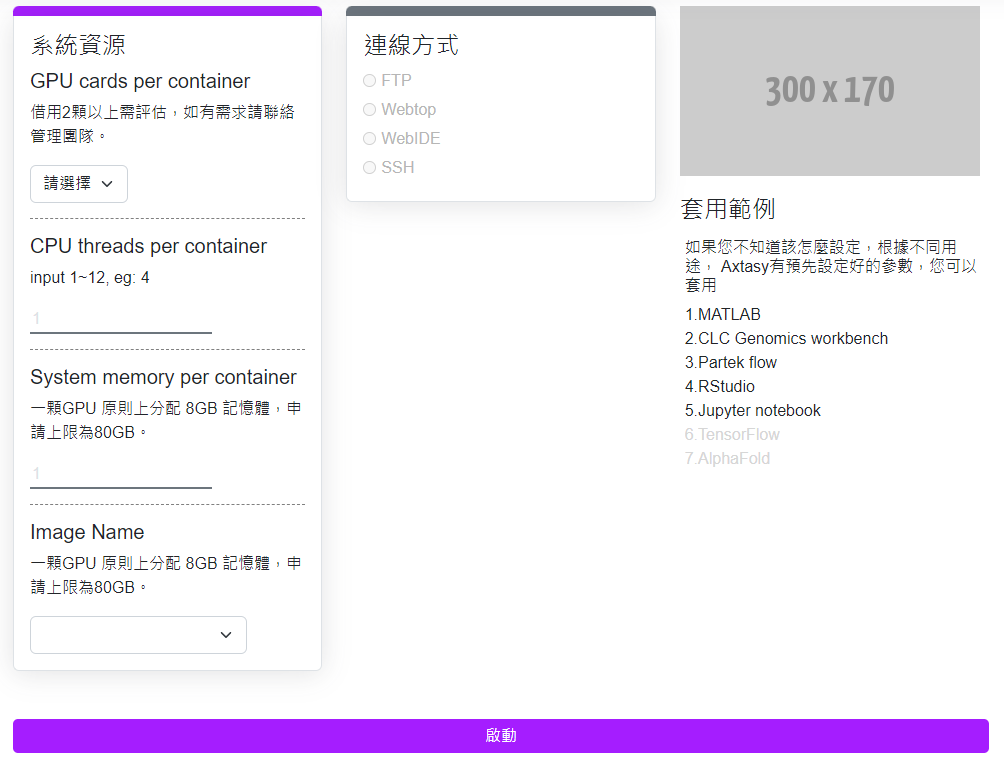 系統資源
GPU cards per container
借用2顆以上需評估，如有需求請聯絡
管理團隊。
請選擇
CPU threads per container
input 1~12, eg: 4
1
System memory per container
一顆GPU 原則上分配 8GB 記憶體，申
請上限為80GB。
1
Image Name
一顆GPU 原則上分配 8GB 記憶體，申
請上限為80GB。
連線方式
FTP
Webtop
WebIDE
SSH
300 x 170
套用範例
如果您不知道該怎麼設定，根據不同用
途， Axtasy有預先設定好的參數，您可以
套用
1.MATLAB
2.CLC Genomics workbench
3.Partek flow
4.RStudio
5.Jupyter notebook
6.TensorFlow
7.AlphaFold
啟動